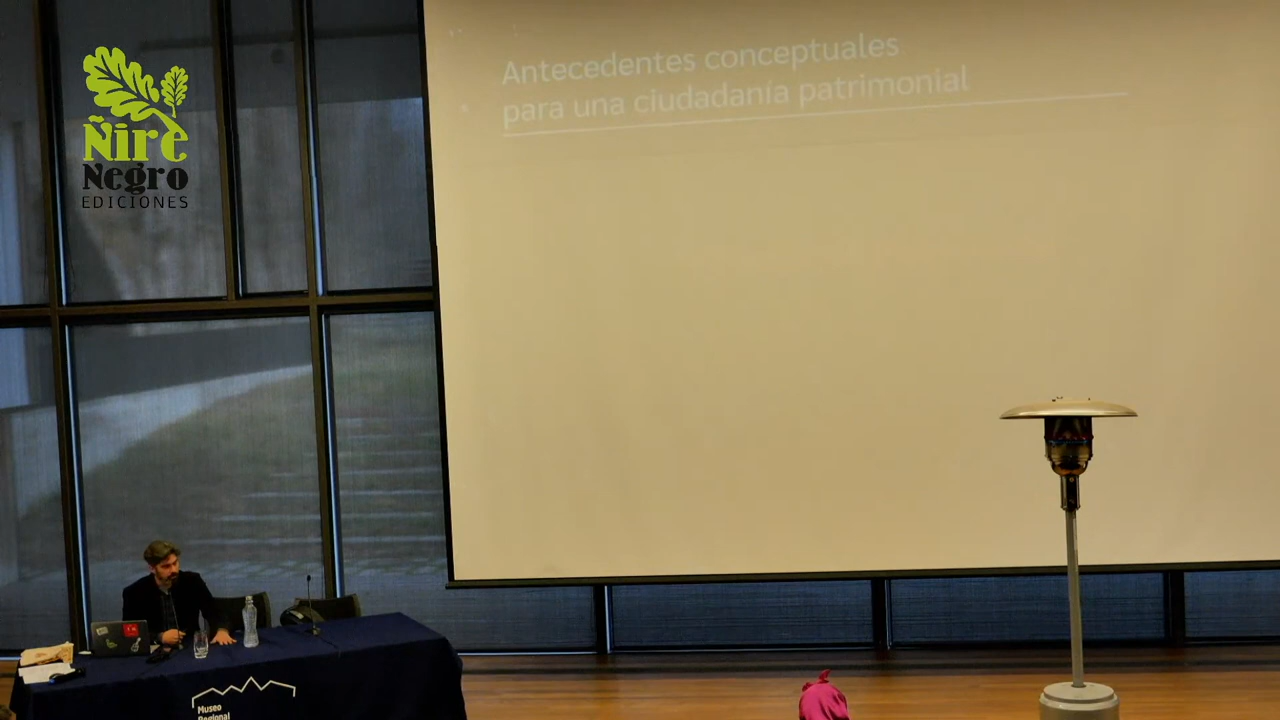 Antecedentes conceptuales
para una ciudadanía patrimonial
Ñire
Negro
EDICIONES
Museo
Regional